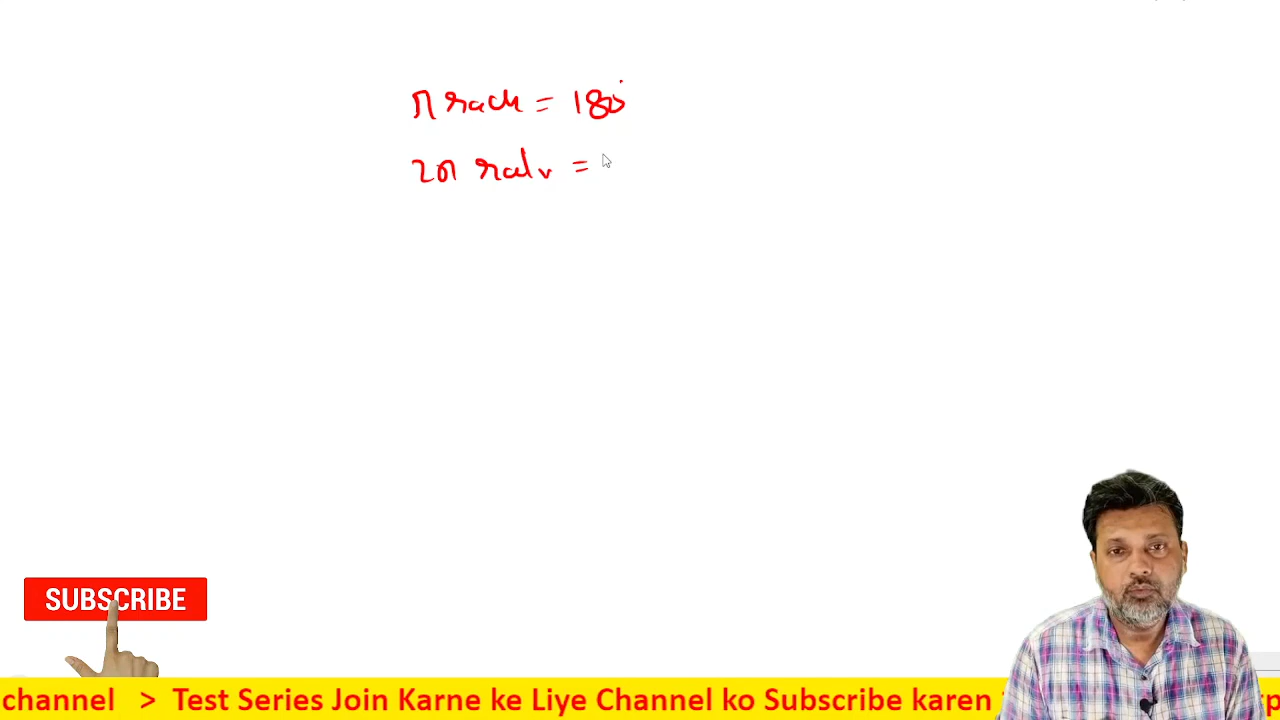 π rad = 180°
2π rad =
SUBSCRIBE
channel > Test Series Join Karne ke Liye Channel ko Subscribe karen